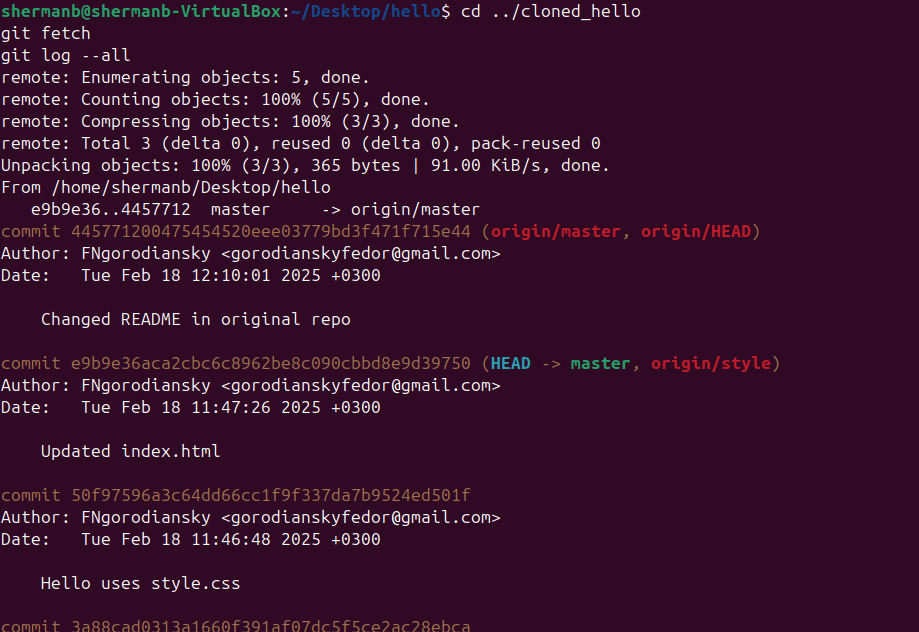 shermanb@shermanb-VirtualBox:~/Desktop/hello$ cd ../cloned_hello
git fetch
git log --all
remote: Enumerating objects: 5, done.
remote: Counting objects: 100% (5/5), done.
remote: Compressing objects: 100% (3/3), done.
remote: Total 3 (delta 0), reused 0 (delta 0), pack-reused 0
Unpacking objects: 100% (3/3), 365 bytes | 91.00 KiB/s, done.
From /home/shermanb/Desktop/hello
   e9b9e36..4457712  master     -> origin/master
commit 445771200475454520eee03779bd3f471f715e44 (origin/master, origin/HEAD)
Author: FNgorodiansky <gorodianskyfedor@gmail.com>
Date:   Tue Feb 18 12:10:01 2025 +0300
    Changed README in original repo
commit e9b9e36aca2cbc6c8962be8c090cbbd8e9d39750 (HEAD -> master, origin/style)
Author: FNgorodiansky <gorodianskyfedor@gmail.com>
Date:   Tue Feb 18 11:47:26 2025 +0300
    Updated index.html
commit 50f97596a3c64dd66cc1f9f337da7b9524ed501f
Author: FNgorodiansky <gorodianskyfedor@gmail.com>
Date:   Tue Feb 18 11:46:48 2025 +0300
    Hello uses style.css
commit 3a88cad0313a1660f391af07dc5f5ce2ac28ebca